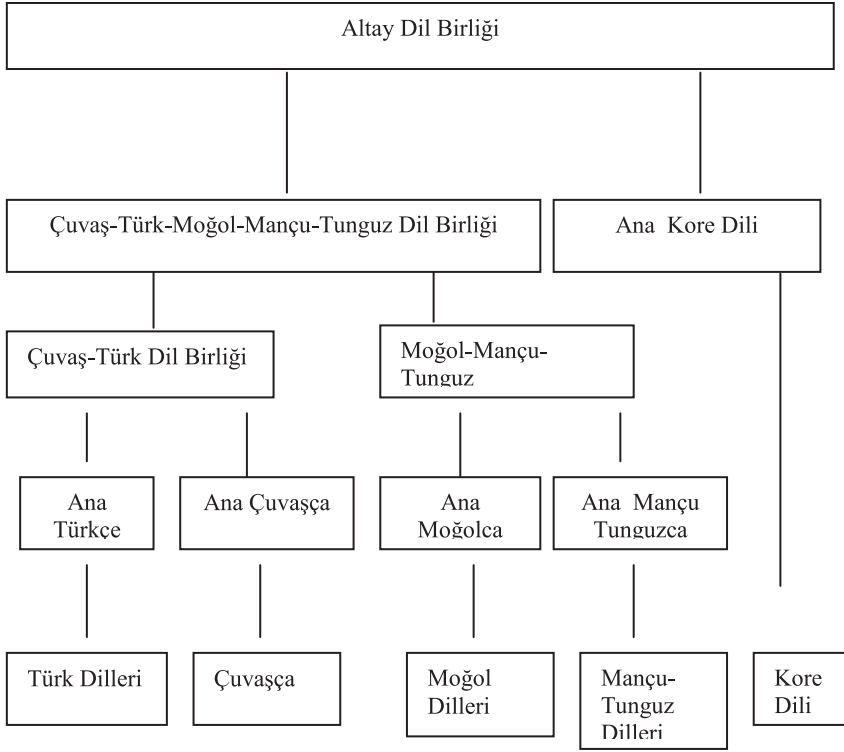 Altay Dil Birliği
Çuvaş-Türk-Moğol-Mançu-Tunguz Dil Birliği
Ana Kore Dili
Çuvaş-Türk Dil Birliği
Moğol-Mançu-
Tunguz
Ana
Türkçe
Ana Çuvaşça
Ana
Moğolca
Ana Mançu
Tunguzca
Türk Dilleri
Çuvaşça
Moğol
Dilleri
Mançu-
Tunguz
Dilleri
Kore
Dili